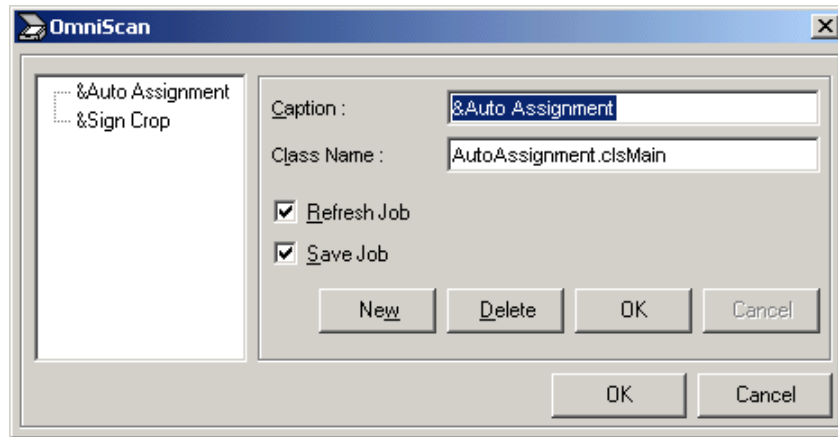 OmniScan
&Auto Assignment
&Sign Crop
Caption : &Auto Assignment
Class Name : AutoAssignment.clsMain
Refresh Job
Save Job
New Delete OK Cancel
OK Cancel